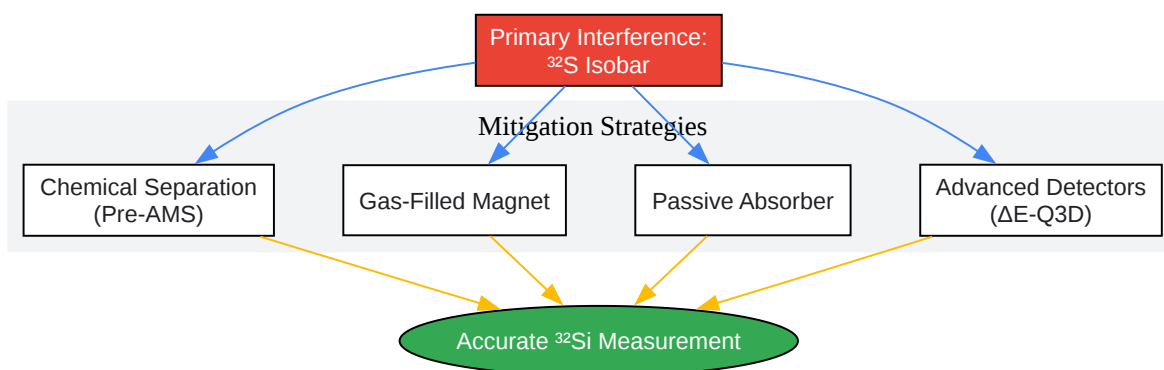 Primary Interference:
³²S Isobar
Mitigation Strategies
Chemical Separation
(Pre-AMS)
Gas-Filled Magnet
Passive Absorber
Advanced Detectors
(ΔE-Q3D)
Accurate ³²Si Measurement